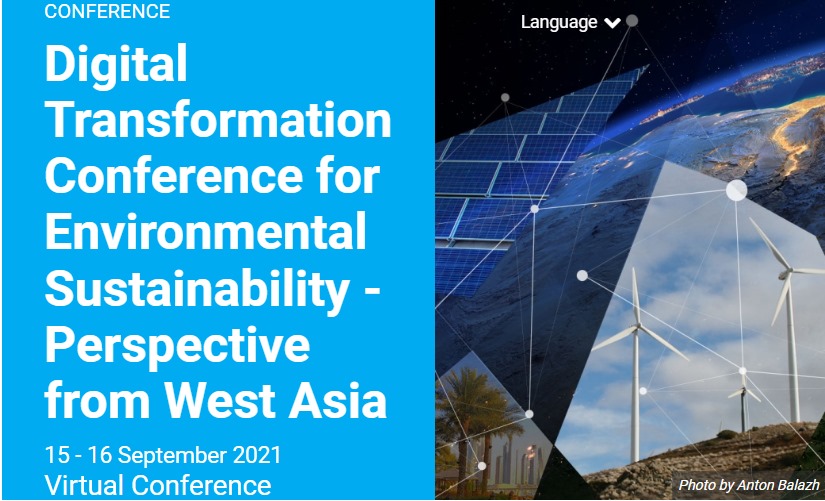 CONFERENCE
Digital
Transformation
Conference for
Environmental
Sustainability -
Perspective
from West Asia
15 - 16 September 2021
Virtual Conference
Language
Photo by Anton Balazh